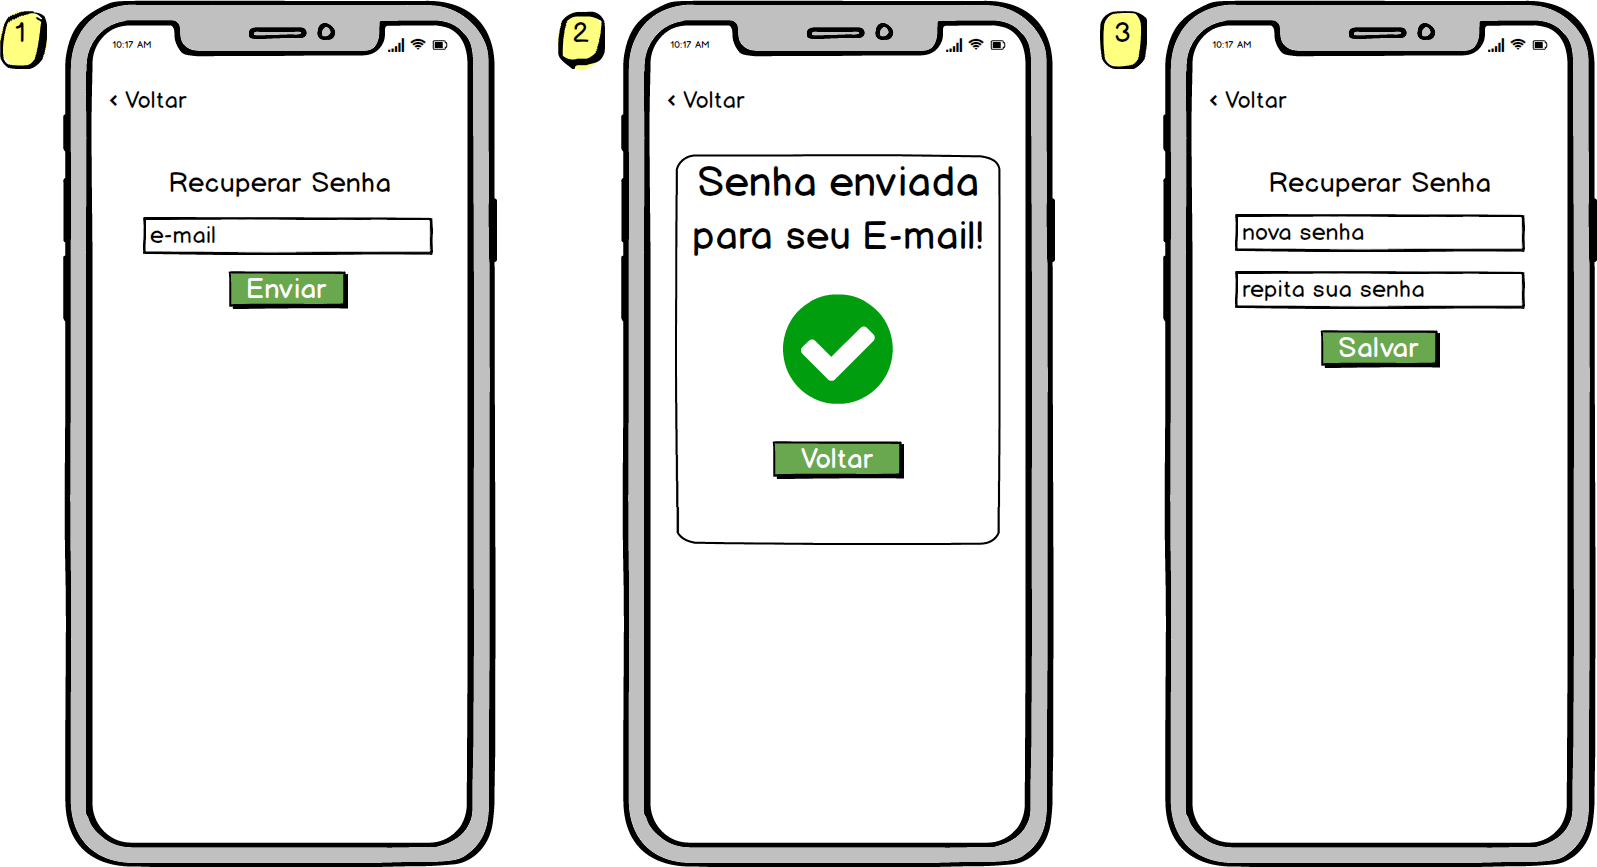 1
10:17 AM
< Voltar
Recuperar Senha
e-mail
Enviar
2
10:17 AM
< Voltar
Senha enviada
para seu E-mail!
Voltar
3
10:17 AM
< Voltar
Recuperar Senha
nova senha
repita sua senha
Salvar